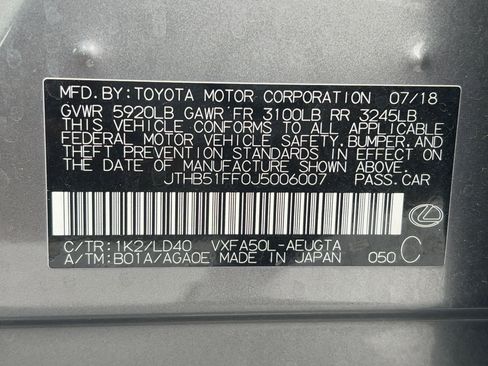 MFD. BY: TOYOTA MOTOR CORPORATION 07/18
GVWR 5920LB GAWR FR 3100LB RR 3245LB
THIS VEHICLE CONFORMS TO ALL APPLICABLE
FEDERAL MOTOR VEHICLE SAFETY, BUMPER, AND
THEFT PREVENTION STANDARDS IN EFFECT ON
THE DATE OF MANUFACTURE SHOWN ABOVE.
JTHB51FF0J5006007 PASS. CAR
C/TR: 1K2/LD40 VXFA50L-AEUGTA
A/TM: B01A/AGA0E MADE IN JAPAN 050 C